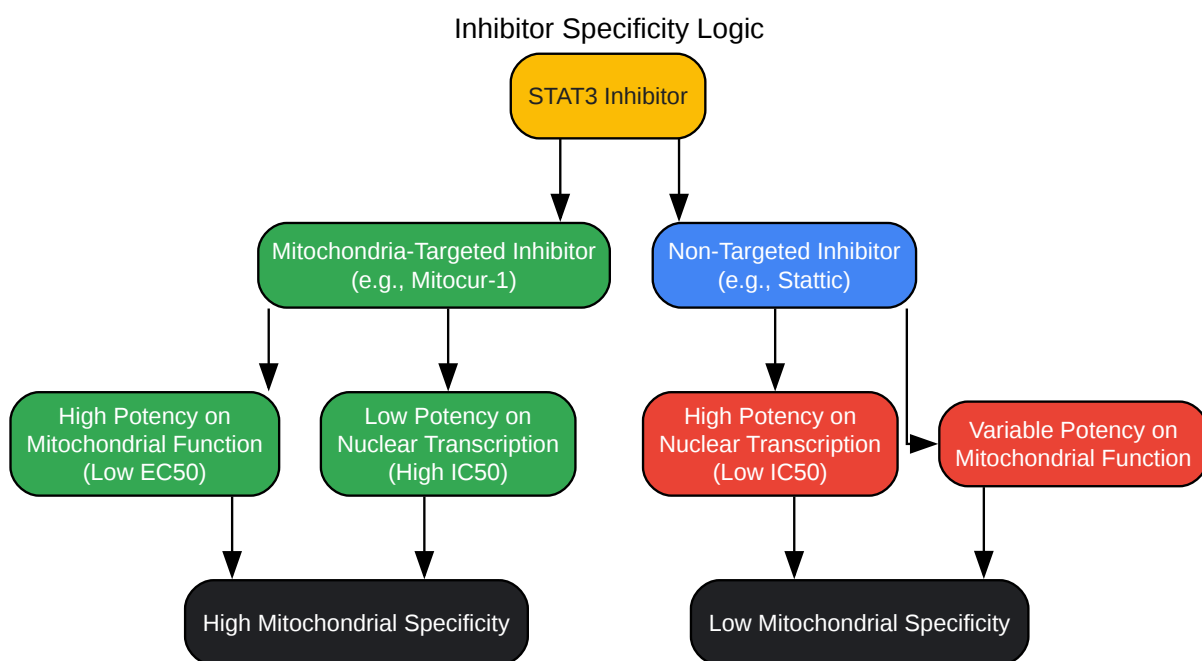 Inhibitor Specificity Logic
STAT3 Inhibitor
Mitochondria-Targeted Inhibitor
(e.g., Mitocur-1)
Non-Targeted Inhibitor
(e.g., Stattic)
High Potency on
Mitochondrial Function
(Low EC50)
Low Potency on
Nuclear Transcription
(High IC50)
High Potency on
Nuclear Transcription
(Low IC50)
Variable Potency on
Mitochondrial Function
High Mitochondrial Specificity
Low Mitochondrial Specificity